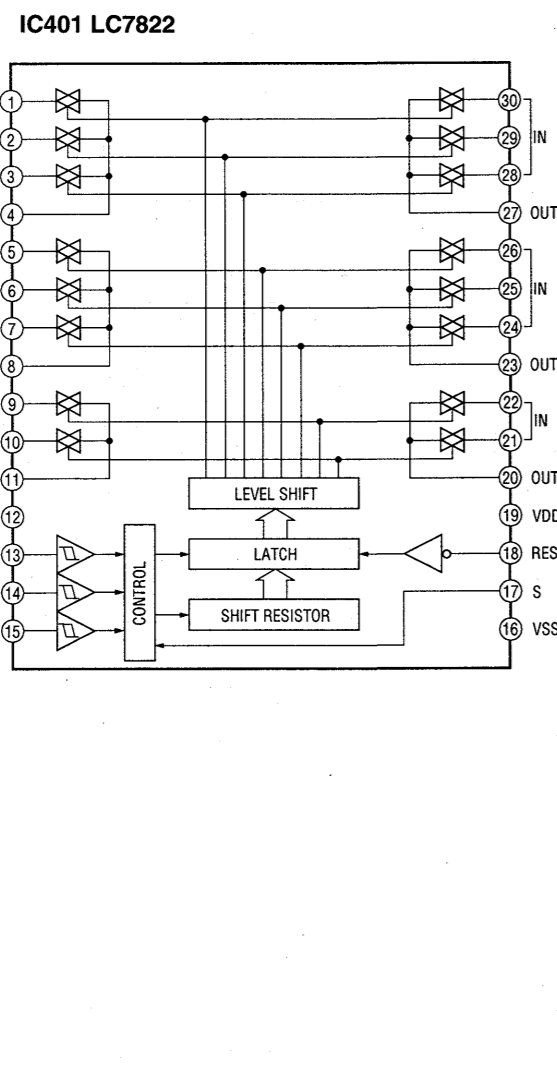 IC401 LC7822
1
2
3
4
5
6
7
8
9
10
11
12
13
14
15
30
29
IN
28
27 OUT
26
25 IN
24
23 OUT
22
IN
21
20 OUT
19 VDD
18 RES
17 S
16 VSS
LEVEL SHIFT
LATCH
SHIFT RESISTOR
CONTROL